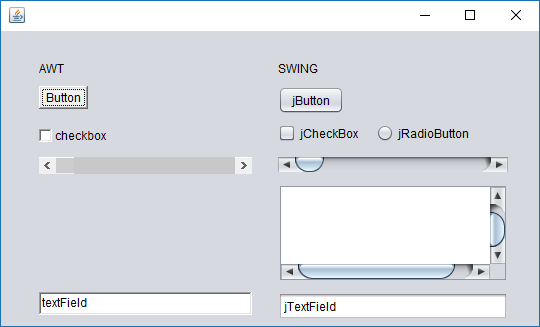 AWT
SWING
Button
jButton
checkbox
jCheckBox
jRadioButton
textField
jTextField